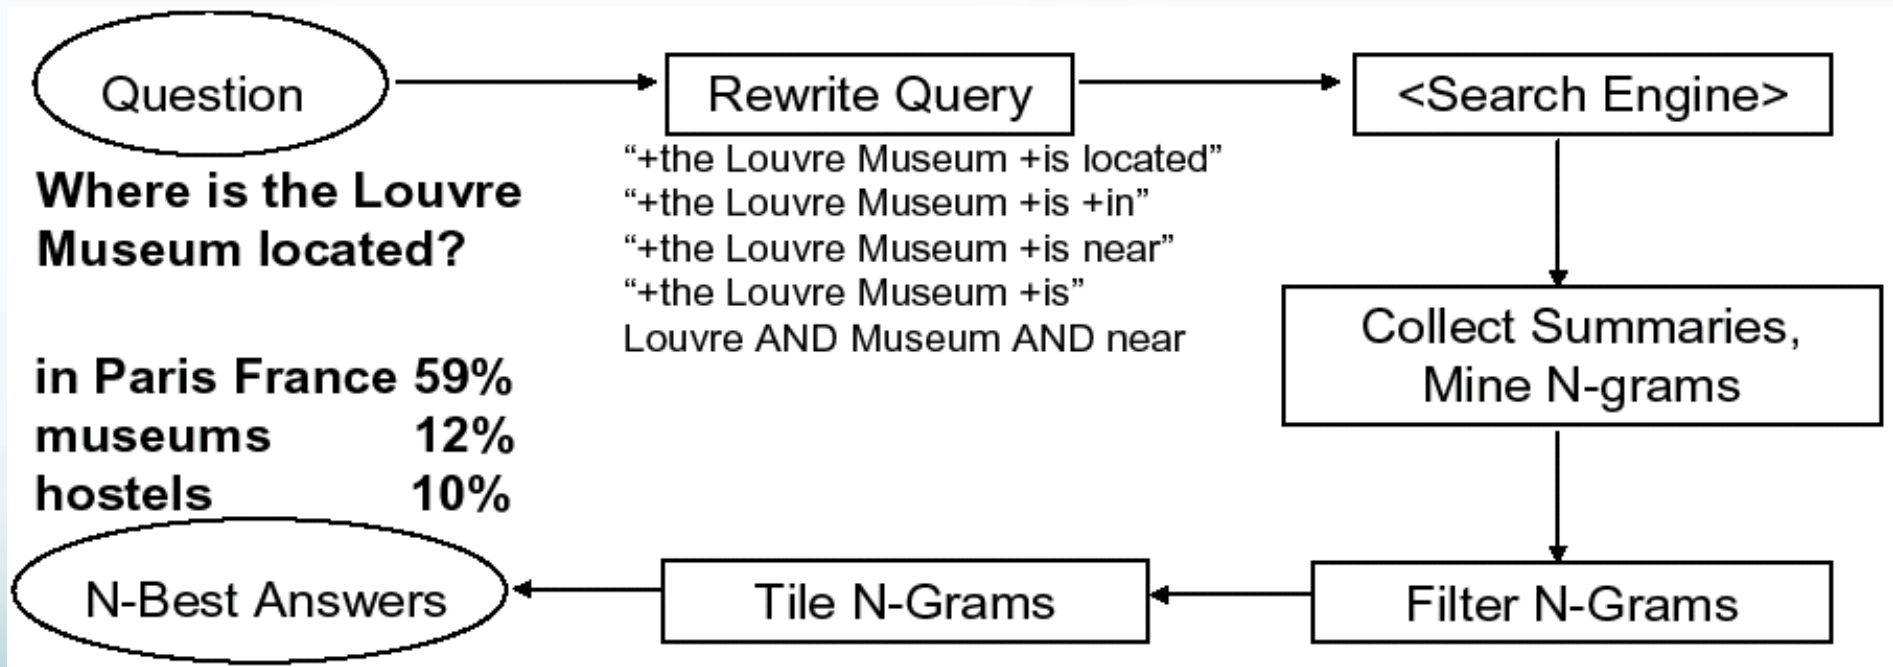 Question
Rewrite Query
<Search Engine>
Where is the Louvre
Museum located?
“+the Louvre Museum +is located”
“+the Louvre Museum +is +in”
“+the Louvre Museum +is near”
“+the Louvre Museum +is”
Louvre AND Museum AND near
in Paris France 59%
museums 12%
hostels 10%
Collect Summaries,
Mine N-grams
N-Best Answers
Tile N-Grams
Filter N-Grams